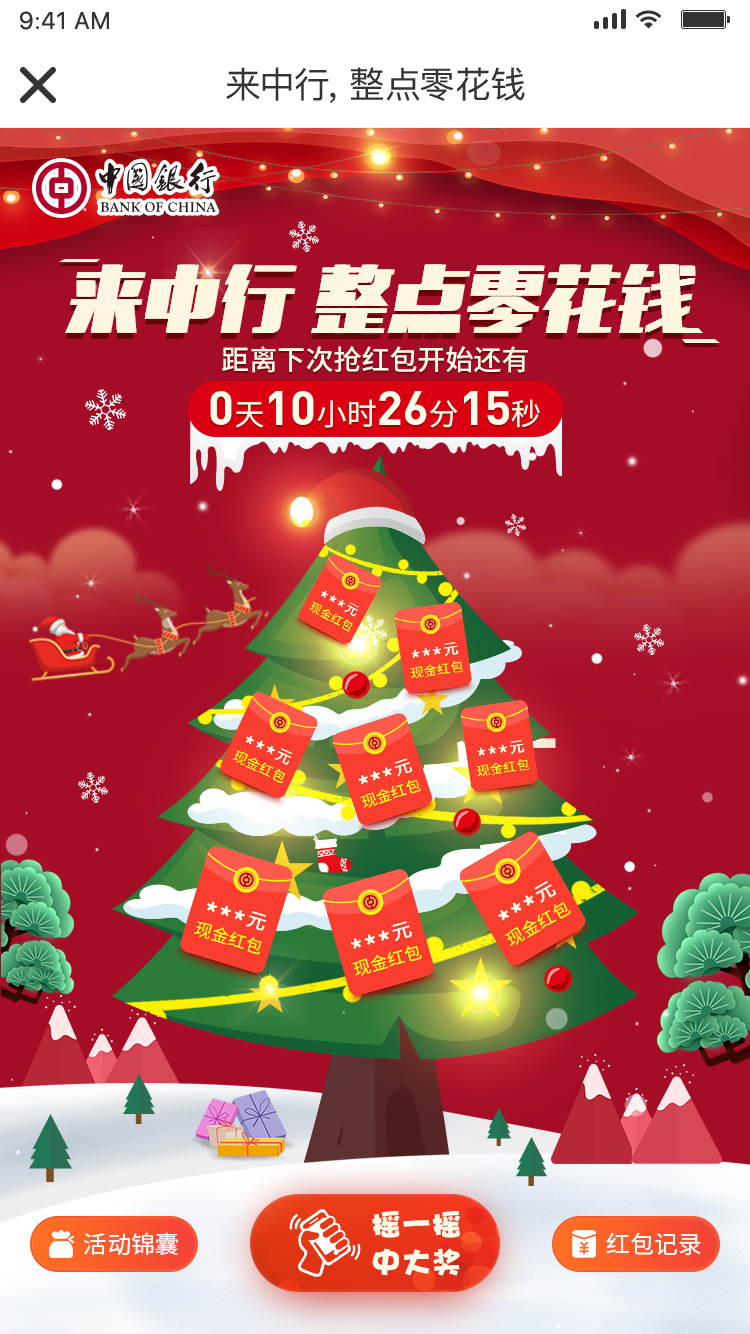 9:41 AM
来中行, 整点零花钱
中国銀行
BANK OF CHINA
来中行 整点零花钱
距离下次抢红包开始还有
0天10小时26分15秒
***元
现金红包
***元
现金红包
***元
现金红包
***元
现金红包
***元
现金红包
***元
现金红包
***元
现金红包
***元
现金红包
活动锦囊
摇一摇
中大奖
¥
红包记录